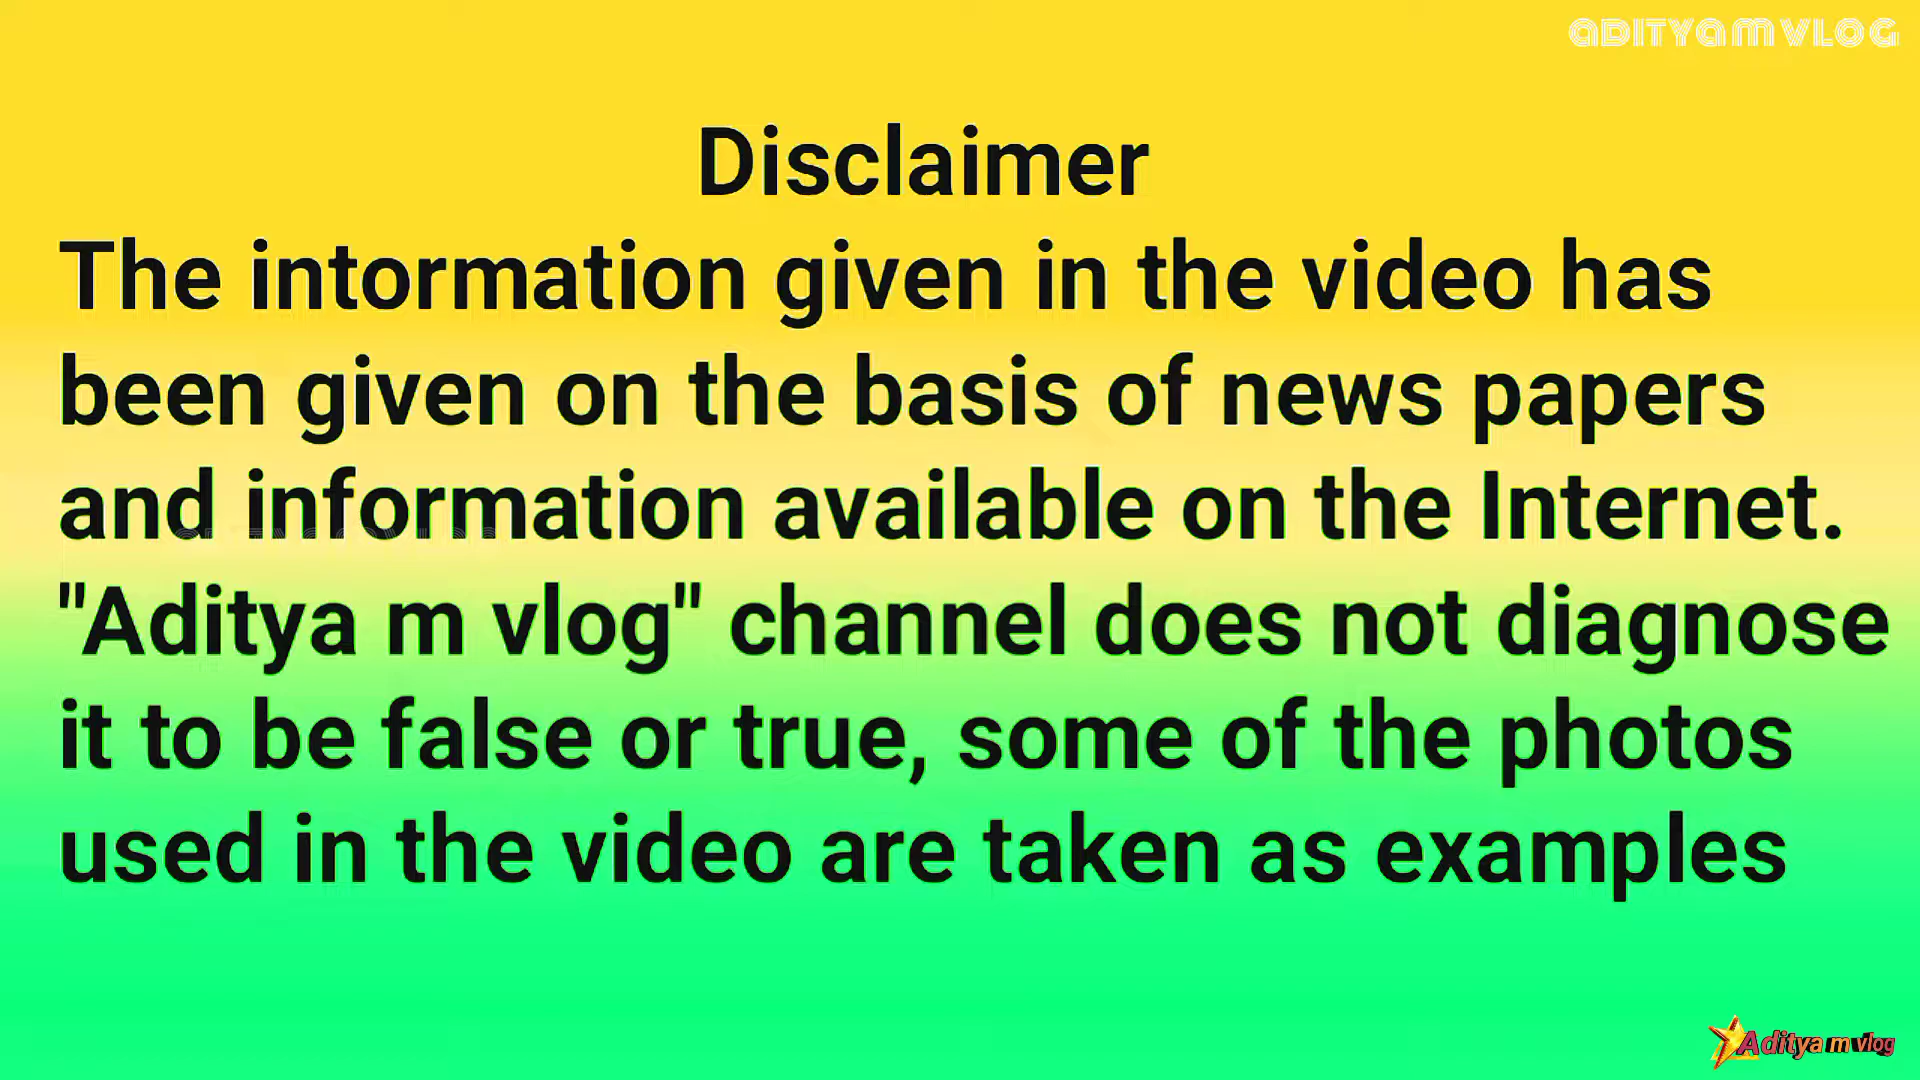 ADITYA M VLOG
Disclaimer
The intormation given in the video has
been given on the basis of news papers
and information available on the Internet.
"Aditya m vlog" channel does not diagnose
it to be false or true, some of the photos
used in the video are taken as examples
Aditya m vlog